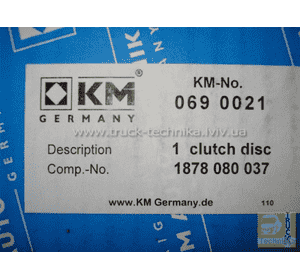 KM®
GERMANY
KM-No.
069 0021
www.truck-technika.lviv.ua
Description 1 clutch disc
Comp.-No. 1878 080 037
www.KM Germany.de 110